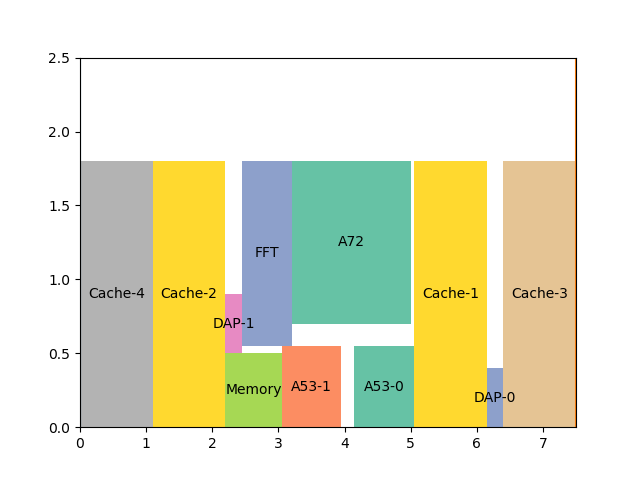 2.5
2.0
1.5
1.0
0.5
0.0
A72
FFT
Cache-4
Cache-2
Cache-1
Cache-3
DAP-1
Memory
A53-1
A53-0
DAP-0
0 1 2 3 4 5 6 7